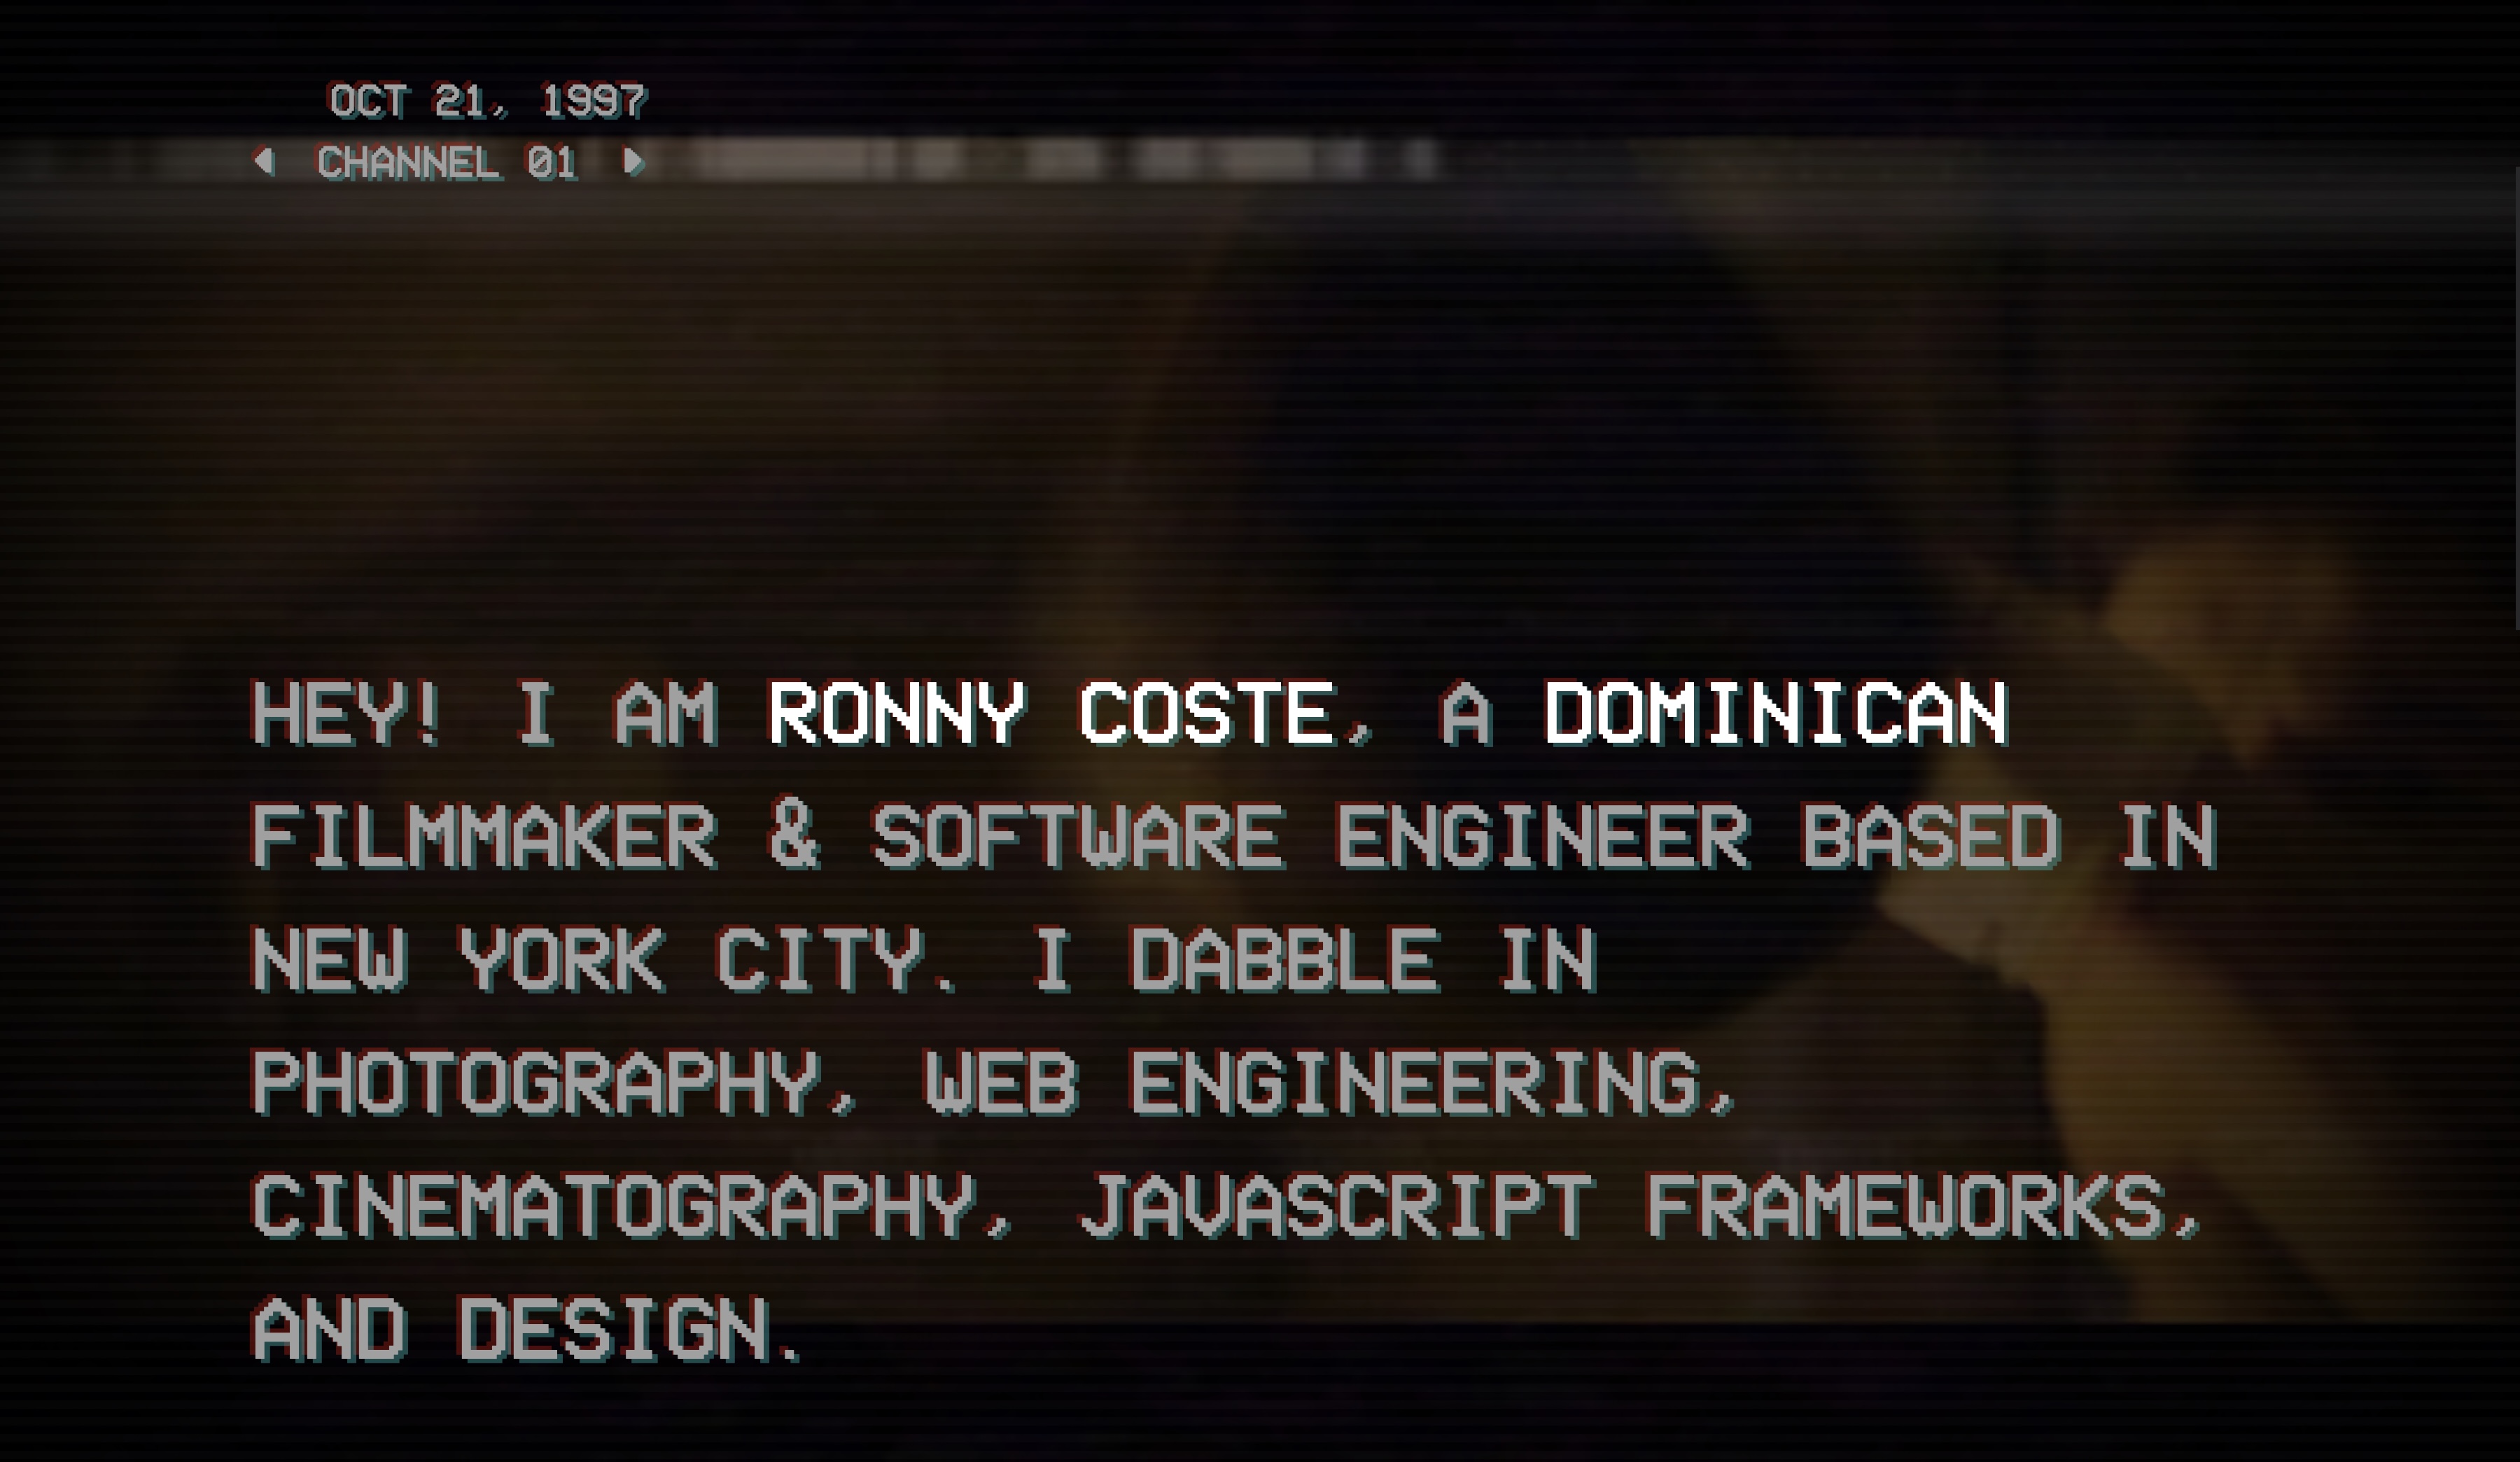 OCT 21, 1997
CHANNEL 01
HEY! I AM RONNY COSTE, A DOMINICAN
FILMMAKER & SOFTWARE ENGINEER BASED IN
NEW YORK CITY. I DABBLE IN
PHOTOGRAPHY, WEB ENGINEERING,
CINEMATOGRAPHY, JAVASCRIPT FRAMEWORKS,
AND DESIGN.